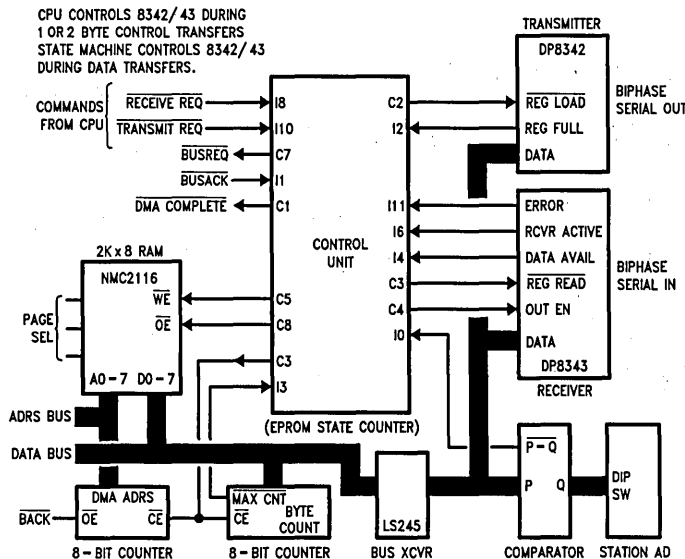 CPU CONTROLS 8342/43 DURING
1 OR 2 BYTE CONTROL TRANSFERS
STATE MACHINE CONTROLS 8342/43
DURING DATA TRANSFERS.
TRANSMITTER
DP8342
REG LOAD
REG FULL
DATA
BIPHASE
SERIAL OUT
COMMANDS
FROM CPU
RECEIVE REQ
TRANSMIT REQ
BUSREQ
BUSACK
DMA COMPLETE
I8
I10
C7
I1
C1
C5
C8
C3
I3
C2
I2
I11
I6
I4
C3
C4
I0
CONTROL
UNIT
(EPROM STATE COUNTER)
ERROR
RCVR ACTIVE
DATA AVAIL
REG READ
OUT EN
DATA
DP8343
RECEIVER
BIPHASE
SERIAL IN
2K x 8 RAM
NMC2116
WE
OE
PAGE
SEL
A0-7 D0-7
ADRS BUS
DATA BUS
BACK
DMA ADRS
OE CE
8-BIT COUNTER
MAX CNT
CE
BYTE
COUNT
8-BIT COUNTER
LS245
BUS XCVR
P-Q
P Q
COMPARATOR
DIP
SW
STATION AD